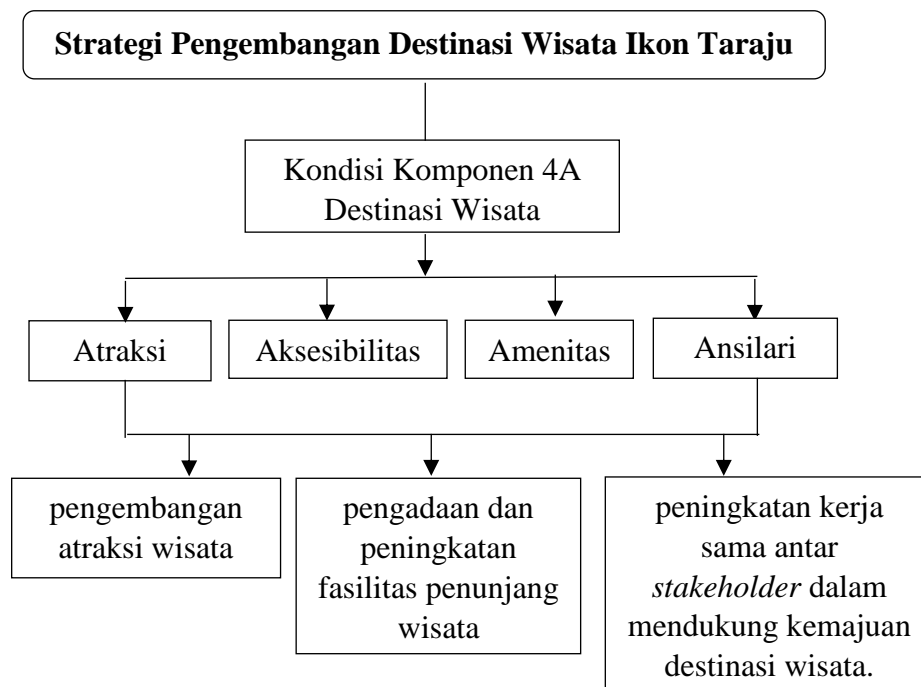 Strategi Pengembangan Destinasi Wisata Ikon Taraju
Kondisi Komponen 4A
Destinasi Wisata
Atraksi
Aksesibilitas
Amenitas
Ansilari
pengembangan
atraksi wisata
pengadaan dan
peningkatan
fasilitas penunjang
wisata
peningkatan kerja
sama antar
stakeholder dalam
mendukung kemajuan
destinasi wisata.